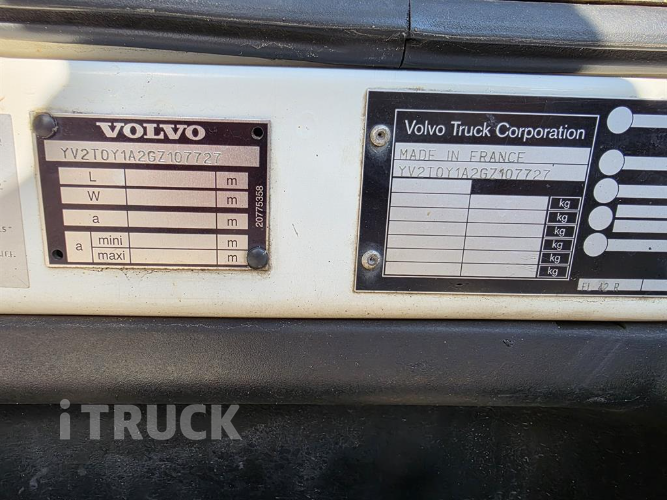 VOLVO
YV2T0Y1A2GZ107727
L m
W m
a m
a mini m
maxi m
20775358
Volvo Truck Corporation
MADE IN FRANCE
YV2T0Y1A2GZ107727
kg
kg
kg
kg
kg
kg
42 R
iTRUCK